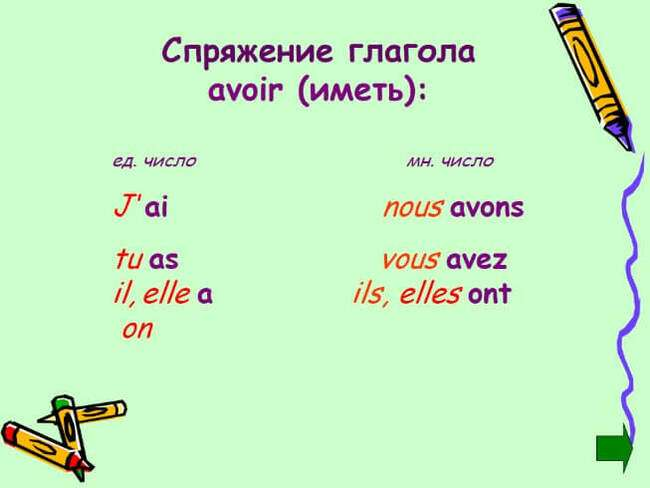 Спряжение глагола
avoir (иметь):
ед. число мн. число
J' ai nous avons
tu as vous avez
il, elle a ils, elles ont
on